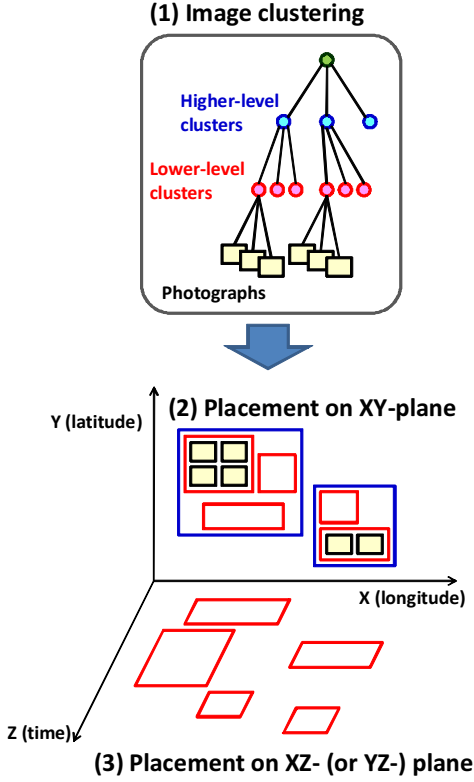 (1) Image clustering
Higher-level
clusters
Lower-level
clusters
Photographs
(2) Placement on XY-plane
Y (latitude)
X (longitude)
Z (time)
(3) Placement on XZ- (or YZ-) plane